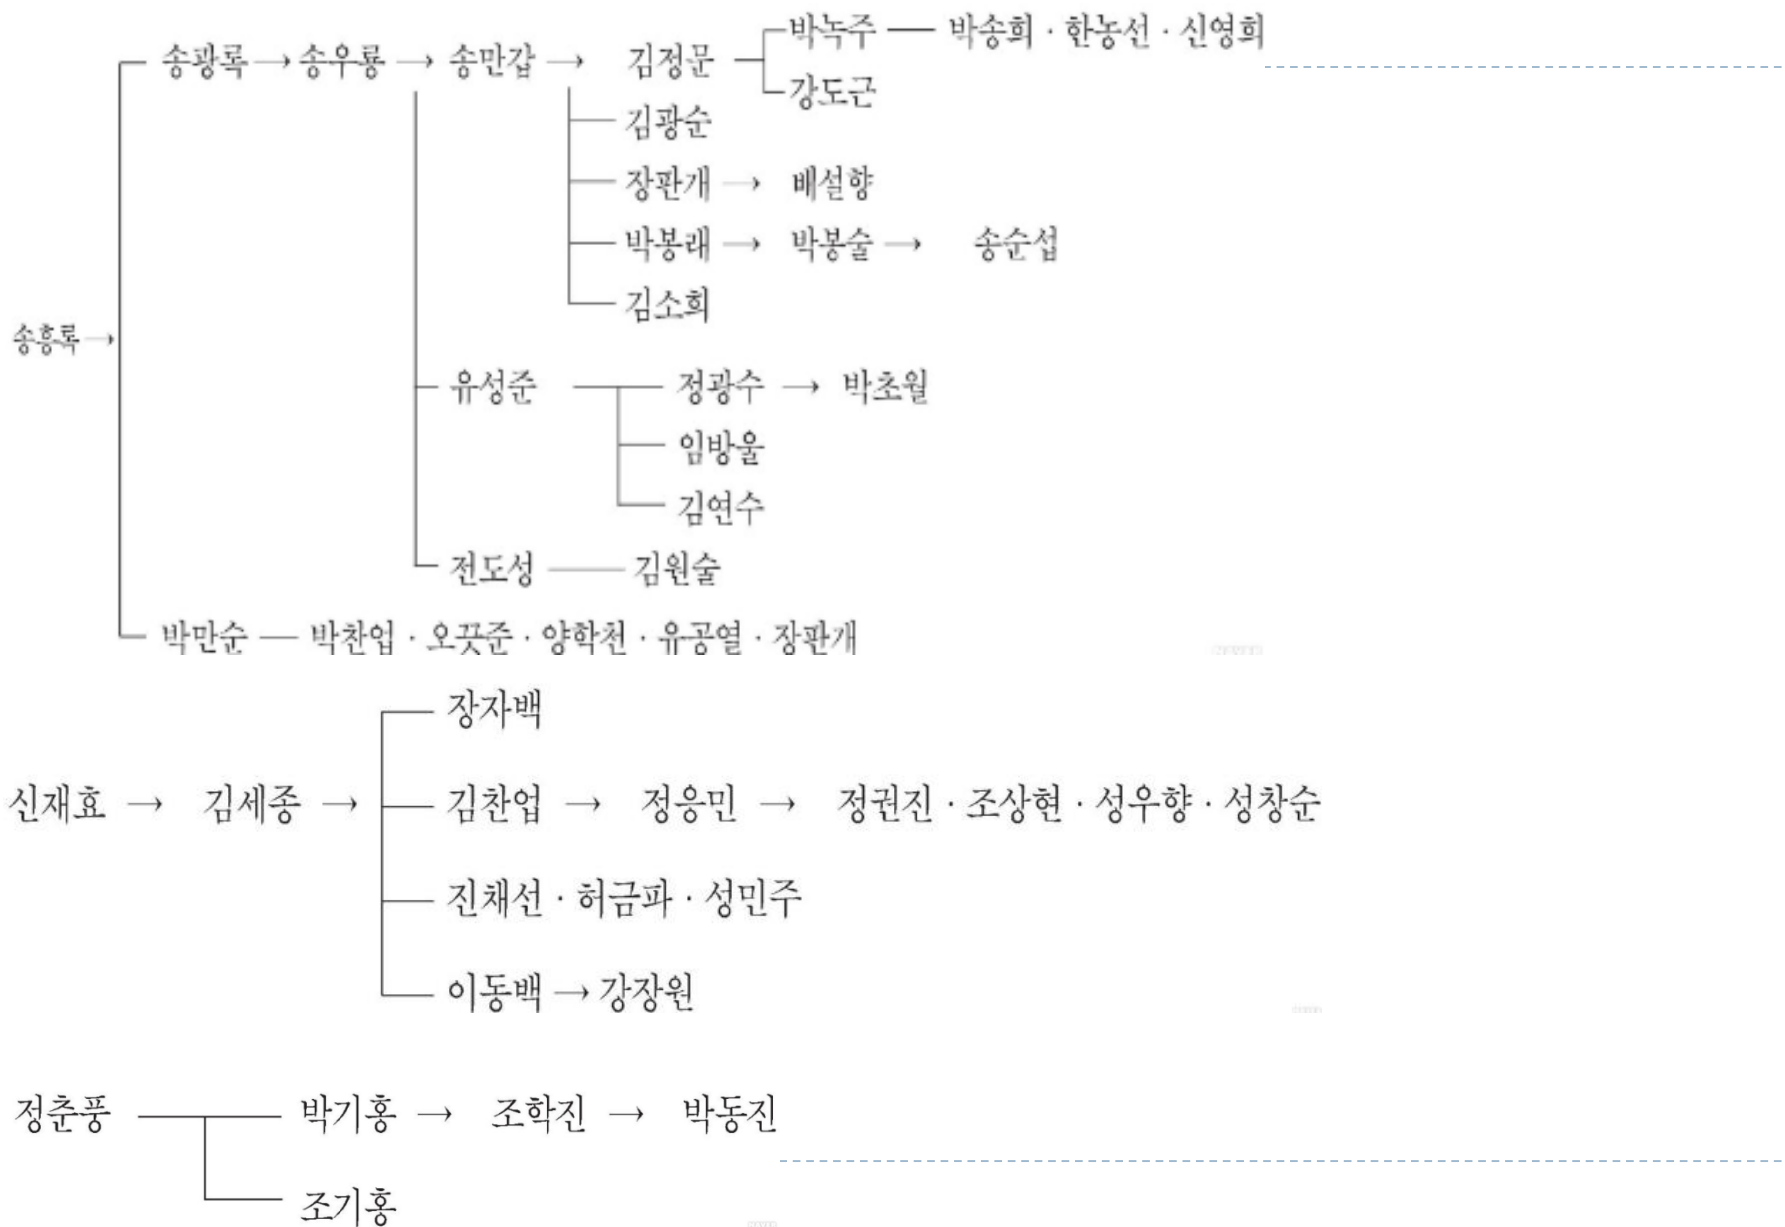 박녹주 — 박송희 · 한농선 · 신영희
송광록 → 송우룡 → 송만갑 → 김정문
강도근
김광순
장판개 → 배설향
박봉래 → 박봉술 → 송순섭
김소희
송흥록 →
유성준 — 정광수 → 박초월
임방울
김연수
전도성 — 김원술
박만순 — 박찬업 · 오끗준 · 양학천 · 유공열 · 장판개
장자백
신재효 → 김세종 → 김찬업 → 정응민 → 정권진 · 조상현 · 성우향 · 성창순
진채선 · 허금파 · 성민주
이동백 → 강장원
정춘풍 — 박기홍 → 조학진 → 박동진
조기홍